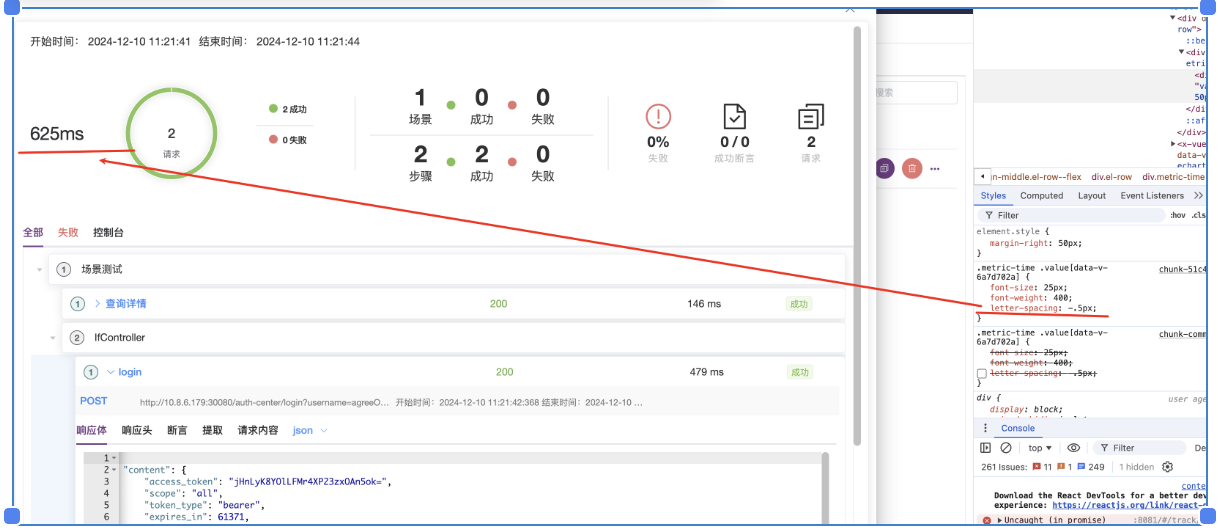 开始时间： 2024-12-10 11:21:41 结束时间： 2024-12-10 11:21:44
625ms
2
请求
2 成功
0 失败
1 0 0
场景 成功 失败
2 2 0
步骤 成功 失败
0%
失败
0 / 0
成功断言
2
请求
全部 失败 控制台
1 场景测试
1 > 查询详情 200 146 ms 成功
2 IfController
1 login 200 479 ms 成功
POST http://10.8.6.179:30080/auth-center/login?username=agreeO... 开始时间：2024-12-10 11:21:42:368 结束时间：2024-12-10 ...
响应体 响应头 断言 提取 请求内容 json
1
2 "content": {
3 "access_token": "jHnLyK8YOlLFMr4XP23zxOAn5ok=",
4 "scope": "all",
5 "token_type": "bearer",
6 "expires_in": 61371,
搜索
<div
row">
::be
<div
etri
<d
"va
50p
</di
::af
</div>
<x-vue
data-v
echart
n-middle.el-row--flex div.el-row div.metric-time
Styles Computed Layout Event Listeners >>
Filter :hov .cls
element.style {
margin-right: 50px;
}
.metric-time .value[data-v-6a7d702a] { chunk-51c4
font-size: 25px;
font-weight: 400;
letter-spacing: -.5px;
}
.metric-time .value[data-v-6a7d702a] { chunk-comm
font-size: 25px;
font-weight: 400;
letter-spacing: -.5px;
}
div { user age
display: block;
Console
top Filter De
261 Issues: 11 1 249 1 hidden
conte
Download the React DevTools for a better dev
experience: https://reactjs.org/link/react-
Uncaught (in promise) :8081/#/track/